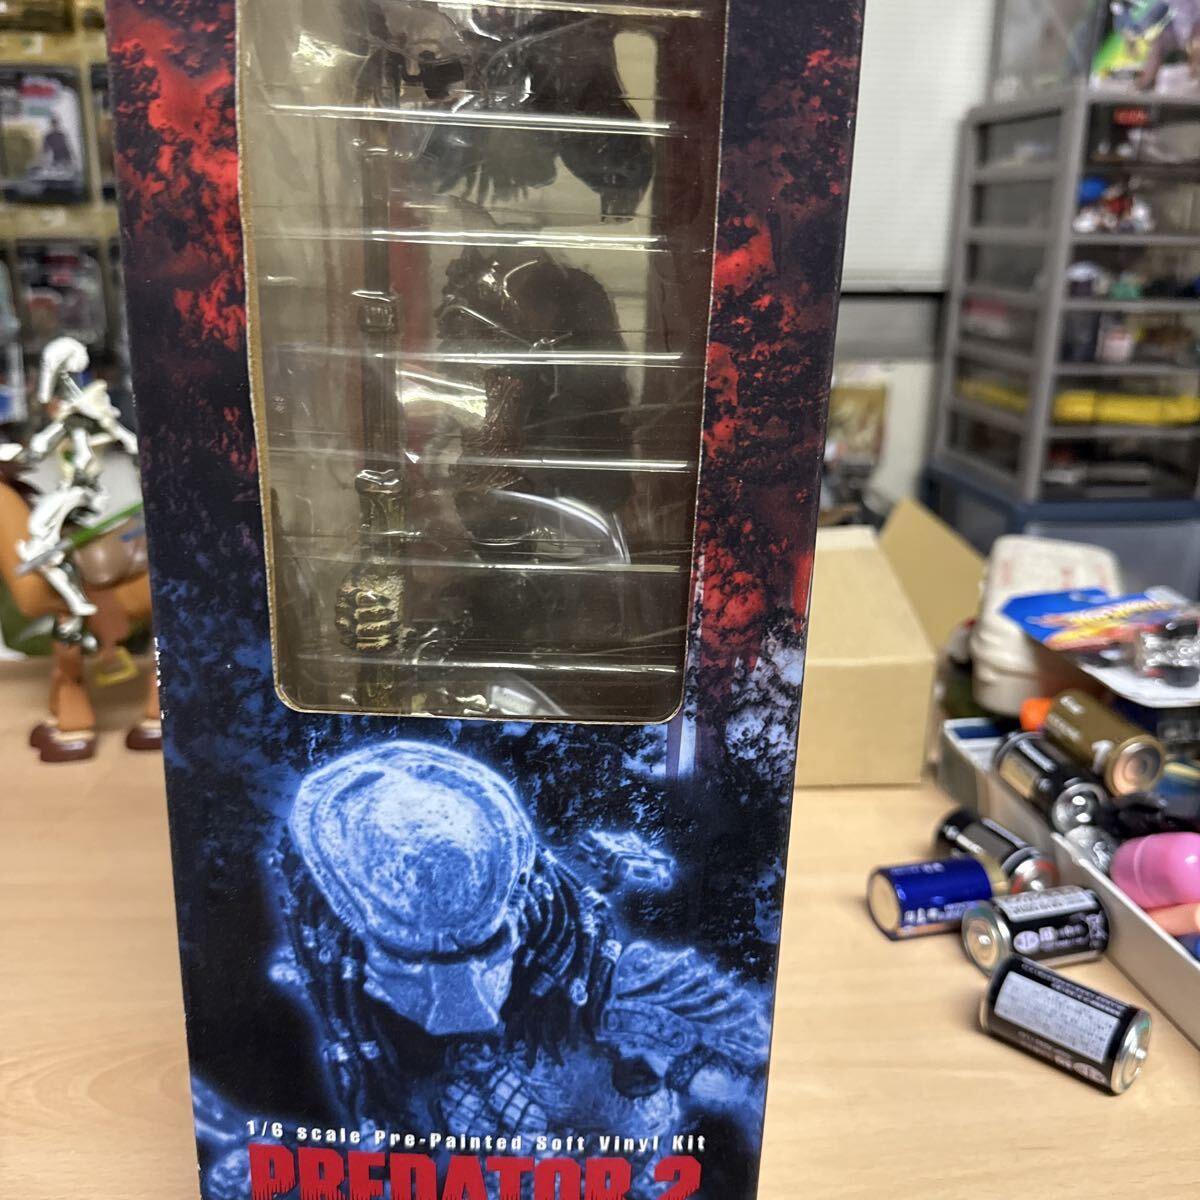 1/6 scale Pre-Painted Soft Vinyl Kit
PREDATOR 2